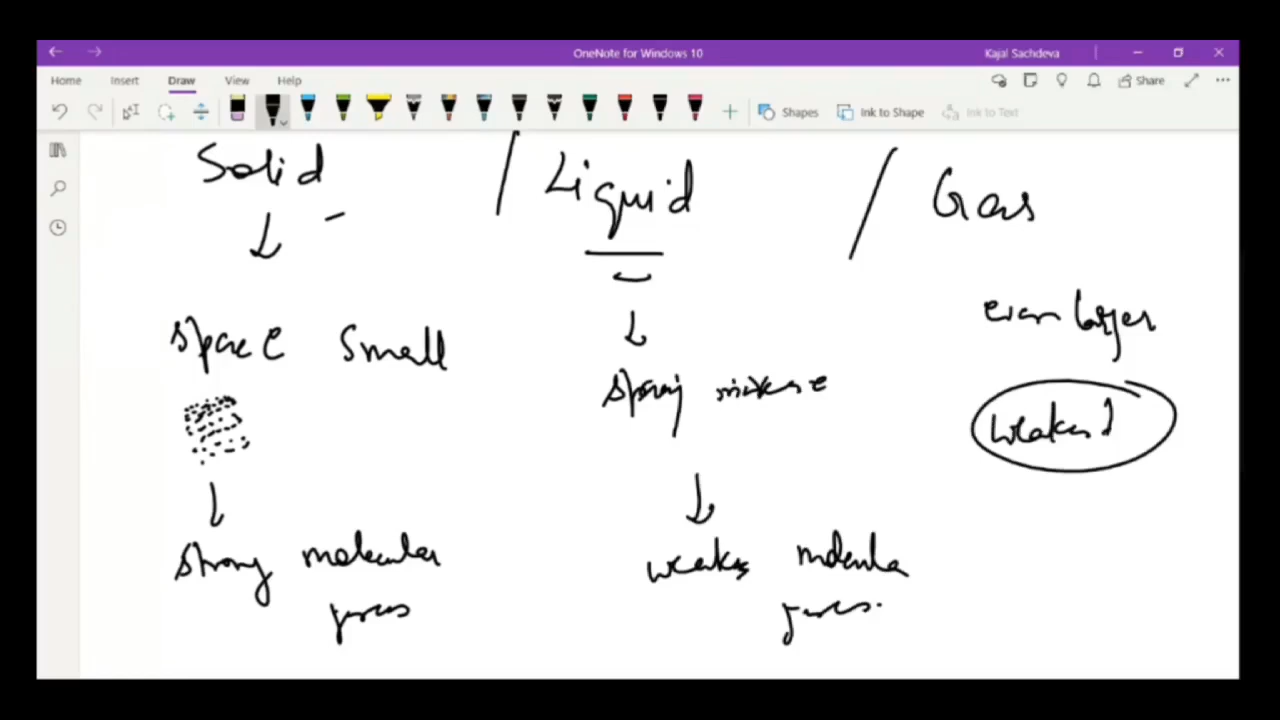 OneNote for Windows 10
Kajal Sachdeva
Home Insert Draw View Help
Share
Shapes Ink to Shape Ink to Text
Solid / Liquid / Gas
even larger
space small
weakest
strong molecular
forces
weaker molecular
forces.